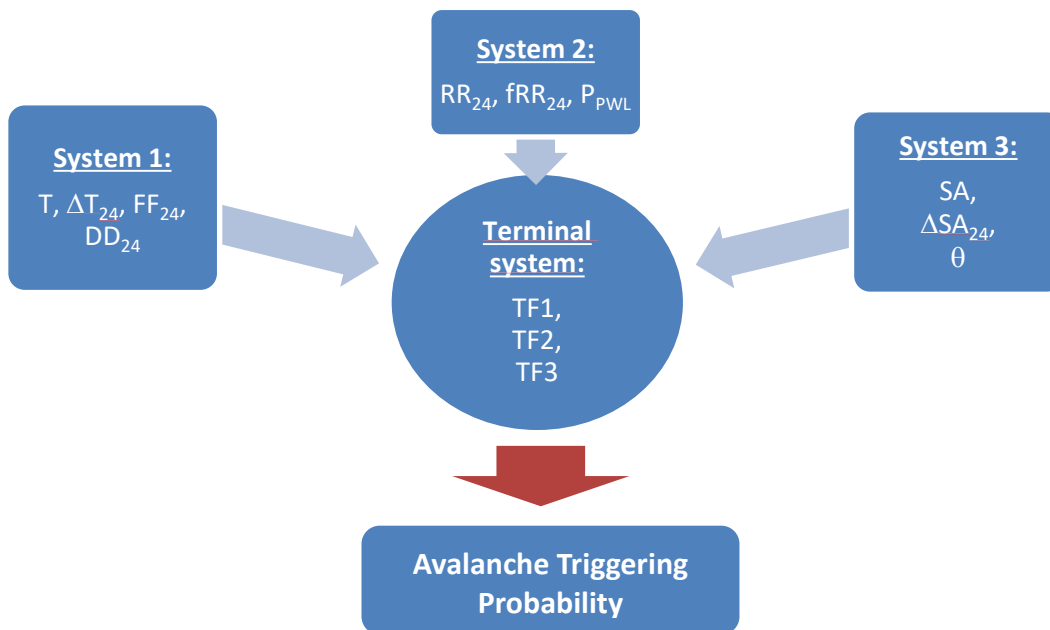 System 1:
T, ΔT₂₄, FF₂₄,
DD₂₄
System 2:
RR₂₄, fRR₂₄, P_PWL
System 3:
SA,
ΔSA₂₄,
θ
Terminal
system:
TF1,
TF2,
TF3
Avalanche Triggering
Probability